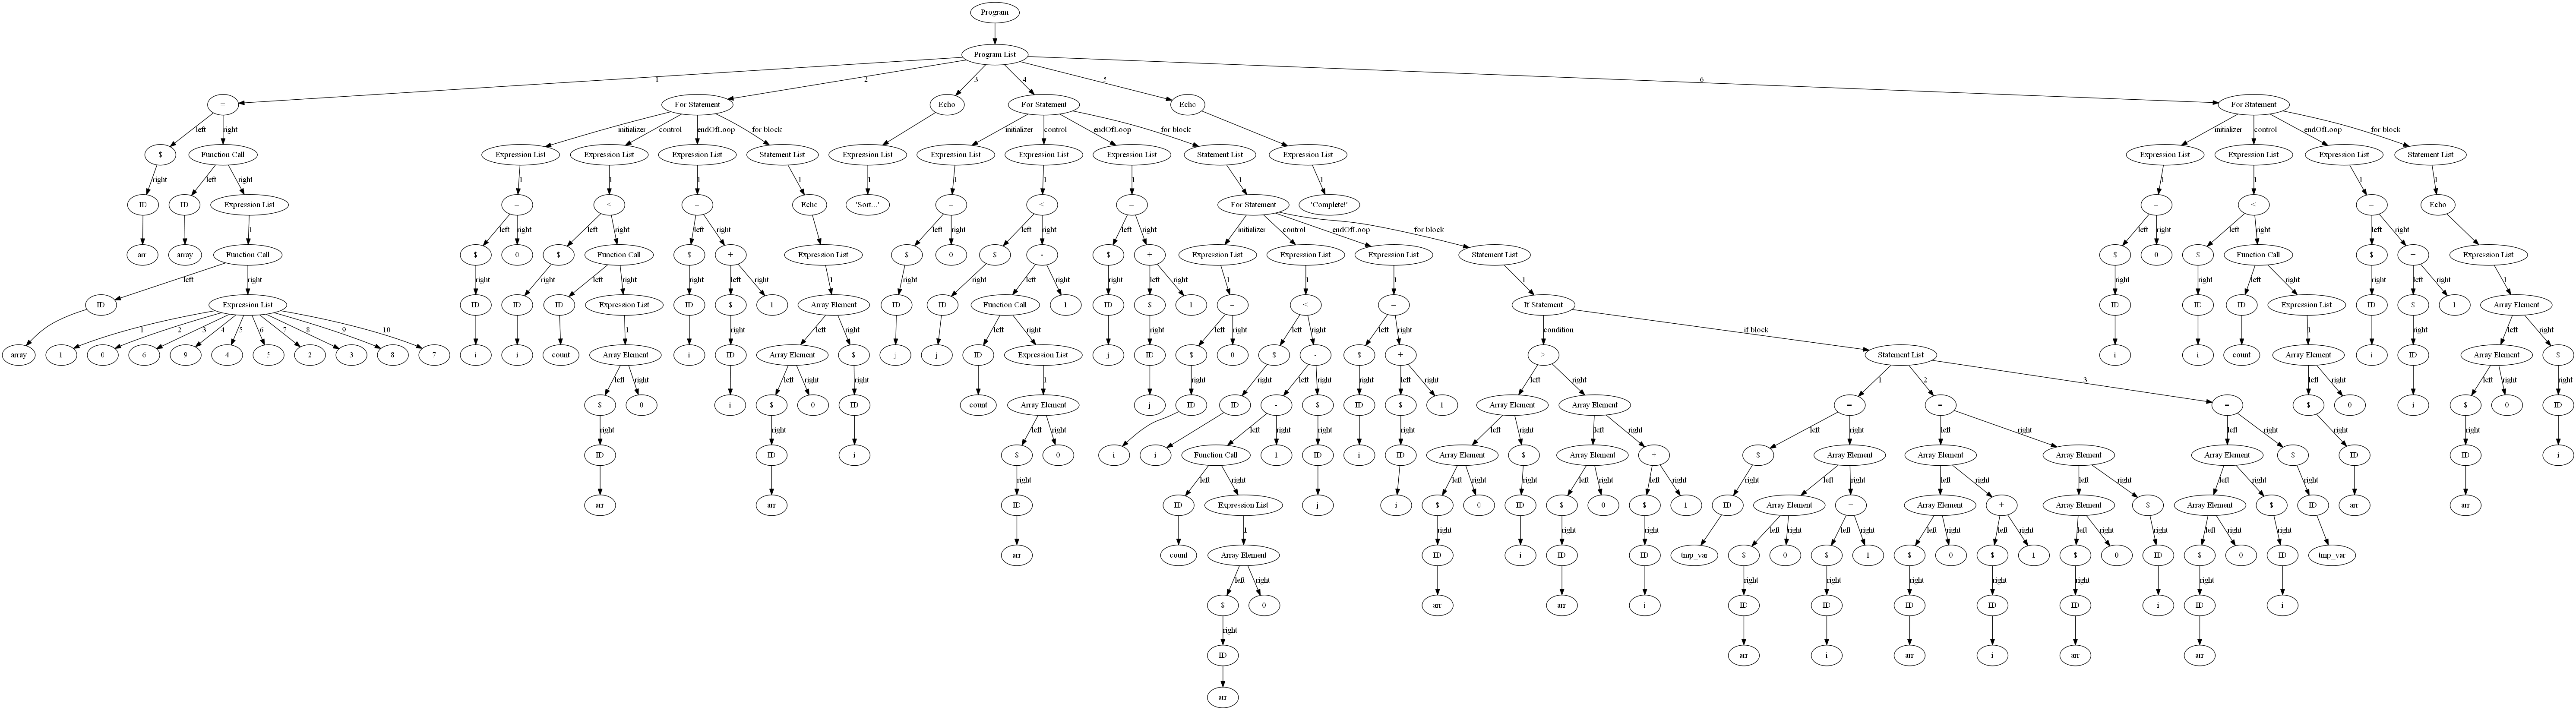 Program
Program List
1 2 3 4 5 6
= For Statement Echo For Statement Echo For Statement
left right initializer control endOfLoop for block initializer control endOfLoop for block initializer control endOfLoop for block
$ Function Call Expression List Expression List Expression List Statement List Expression List Expression List Expression List Expression List Statement List Expression List Expression List Expression List Expression List Statement List
right left right 1 1 1 1 1 1 1 1 1 1 1 1 1 1
ID ID Expression List = < = Echo 'Sort...' = < = For Statement 'Complete!' = < = Echo
1 left right left right left right left right left right left right initializer control endOfLoop for block left right left right left right
arr array Function Call $ 0 $ Function Call $ + Expression List $ 0 $ - $ + Expression List Expression List Expression List Statement List $ 0 $ Function Call $ + Expression List
left right right right left right right left right 1 right right left right right left right 1 1 1 1 right right left right right left right 1
ID Expression List i i ID ID ID Expression List ID $ 1 Array Element ID ID Function Call 1 ID $ 1 = < = If Statement ID ID ID Expression List ID $ 1 Array Element
1 2 3 4 5 6 7 8 9 10 1 right left right left right right left right left right left right condition if block 1 right left right
array 1 0 6 9 4 5 2 3 8 7 i i count Array Element i ID Array Element $ j j ID Expression List j ID $ 0 $ - $ + > Statement List i i count Array Element i ID Array Element $
left right left right right 1 right right left right right right left right left right 1 2 3 left right left right right
$ 0 i $ 0 ID count Array Element j ID ID - $ ID $ 1 Array Element Array Element = = = $ 0 i $ 0 ID
right right left right left right right right left right left right left right left right left right right right
ID ID i $ 0 i i Function Call 1 ID i ID Array Element $ Array Element + $ Array Element Array Element Array Element Array Element $ ID ID i
right left right left right right left right left right right left right left right left right right
arr arr ID ID Expression List j i $ 0 ID $ 0 $ 1 ID Array Element + Array Element + Array Element $ Array Element $ ID arr arr
1 right right right left right left right left right left right left right right left right right
arr count Array Element ID i ID ID tmp_var $ 0 $ 1 $ 0 $ 1 $ 0 ID $ 0 ID tmp_var
left right right right right right right right
$ 0 arr arr i ID ID ID ID ID i ID i
right
ID arr i arr i arr arr
arr